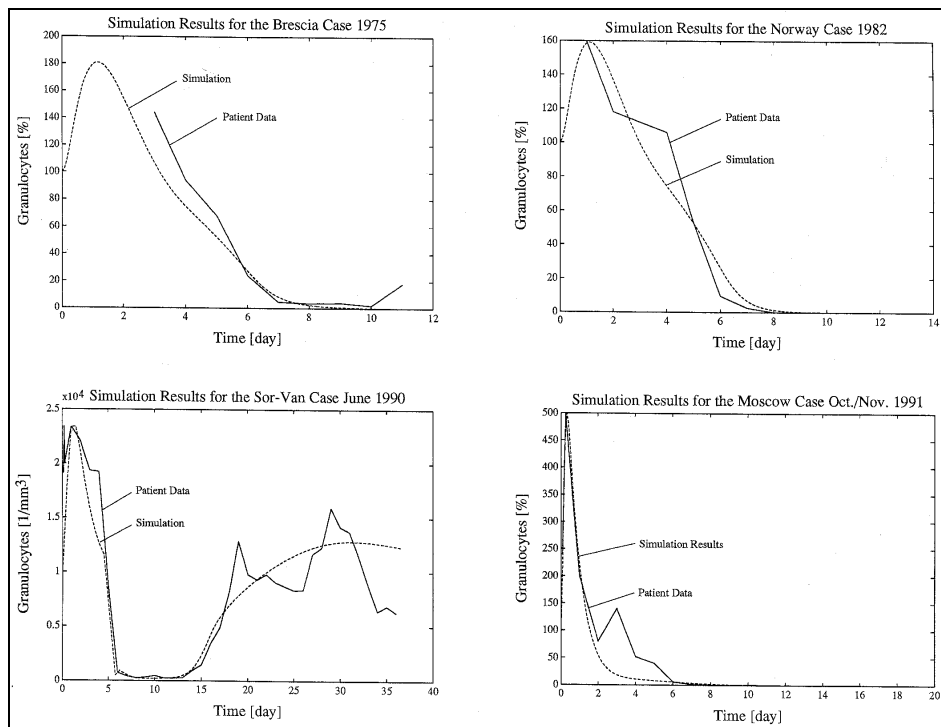 Simulation Results for the Brescia Case 1975
200
180
160
140
120
100
80
60
40
20
0
Granulocytes [%]
Simulation
Patient Data
0 2 4 6 8 10 12
Time [day]
Simulation Results for the Norway Case 1982
160
140
120
100
80
60
40
20
0
Granulocytes [%]
Patient Data
Simulation
0 2 4 6 8 10 12 14
Time [day]
x10⁴ Simulation Results for the Sor-Van Case June 1990
2.5
2
1.5
1
0.5
0
Granulocytes [1/mm³]
Patient Data
Simulation
0 5 10 15 20 25 30 35 40
Time [day]
Simulation Results for the Moscow Case Oct./Nov. 1991
500
450
400
350
300
250
200
150
100
50
0
Granulocytes [%]
Simulation Results
Patient Data
0 2 4 6 8 10 12 14 16 18 20
Time [day]